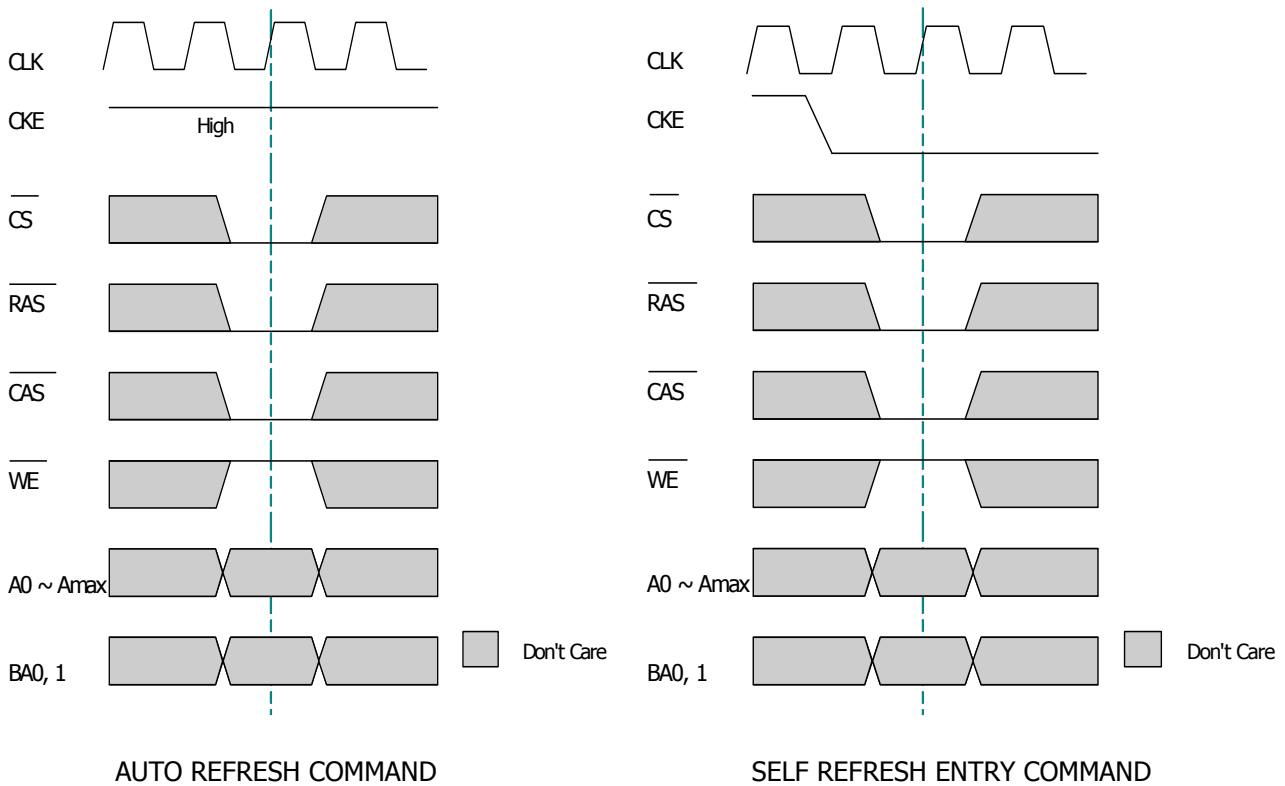 CLK
CKE
High
CS
RAS
CAS
WE
A0 ~ Amax
BA0, 1
Don't Care
AUTO REFRESH COMMAND
CLK
CKE
CS
RAS
CAS
WE
A0 ~ Amax
BA0, 1
Don't Care
SELF REFRESH ENTRY COMMAND